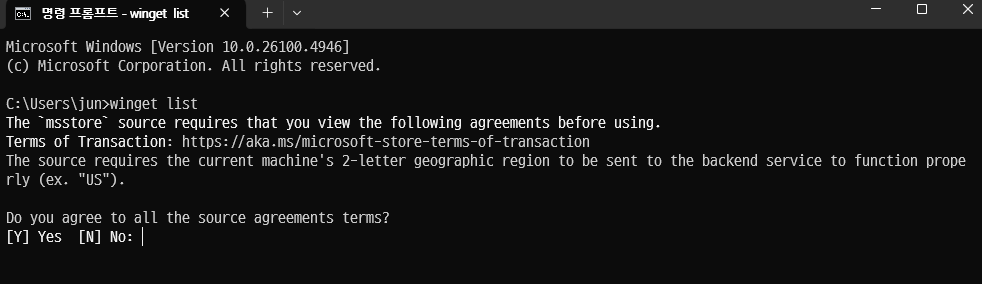 명령 프롬프트 - winget list
Microsoft Windows [Version 10.0.26100.4946]
(c) Microsoft Corporation. All rights reserved.
C:\Users\jun>winget list
The `msstore` source requires that you view the following agreements before using.
Terms of Transaction: https://aka.ms/microsoft-store-terms-of-transaction
The source requires the current machine's 2-letter geographic region to be sent to the backend service to function prope
rly (ex. "US").
Do you agree to all the source agreements terms?
[Y] Yes  [N] No: